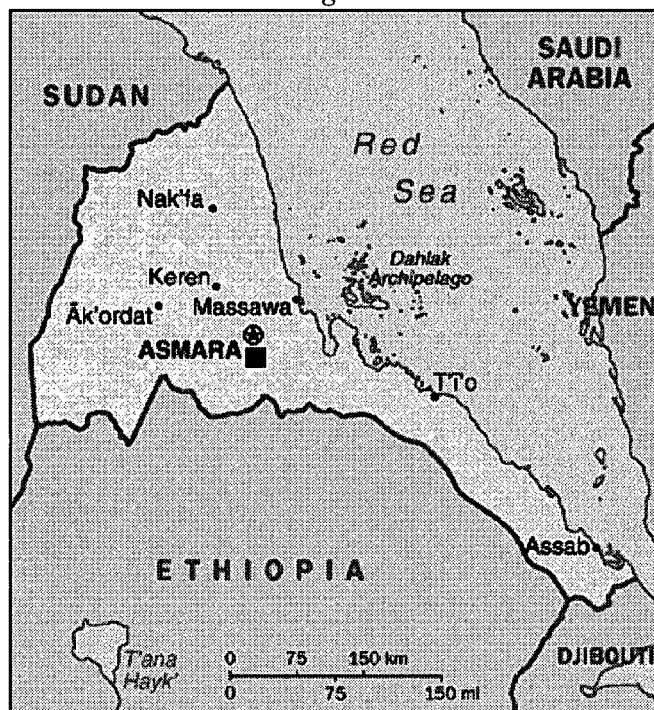 SAUDI
ARABIA
SUDAN
Red
Sea
Nak'fa
Dahlak
Archipelago
Keren
Massawa
Āk'ordat
YEMEN
ASMARA
T'i'o
Assab
ETHIOPIA
T'ana
Hayk'
0 75 150 km
0 75 150 mi
DJIBOUTI